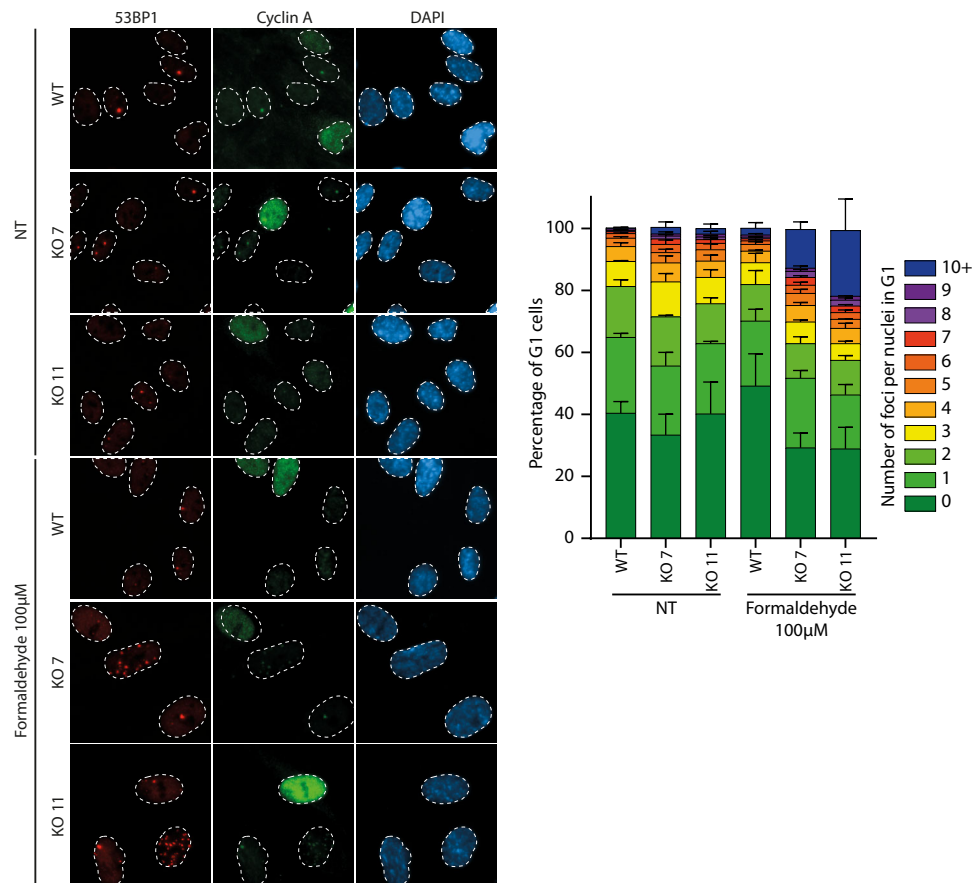 53BP1 Cyclin A DAPI
NT
WT
KO 7
KO 11
Formaldehyde 100µM
WT
KO 7
KO 11
Percentage of G1 cells
100
80
60
40
20
0
WT KO 7 KO 11 WT KO 7 KO 11
NT Formaldehyde
100µM
Number of foci per nuclei in G1
10+
9
8
7
6
5
4
3
2
1
0